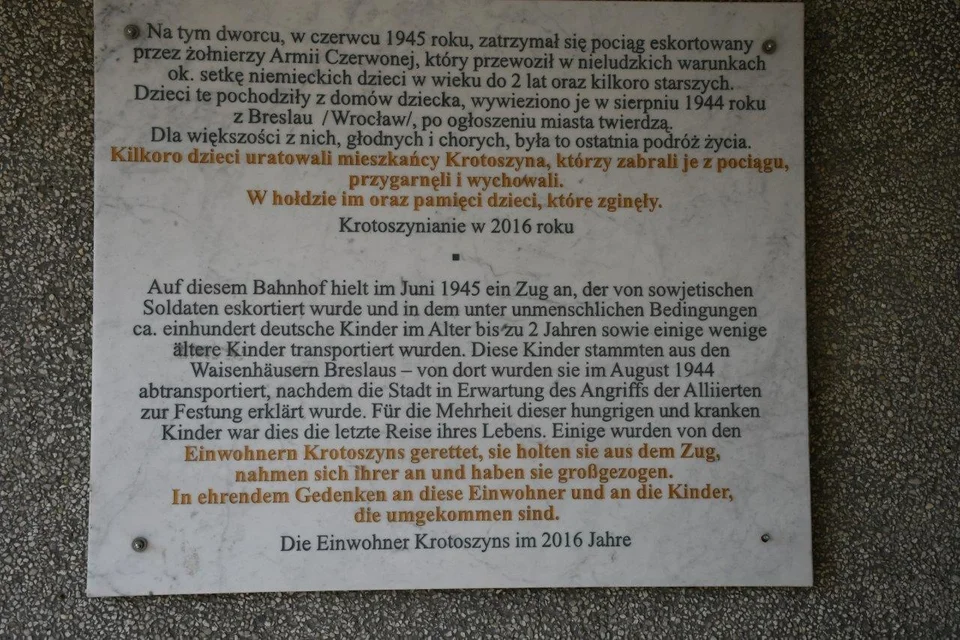 Na tym dworcu, w czerwcu 1945 roku, zatrzymał się pociąg eskortowany
przez żołnierzy Armii Czerwonej, który przewoził w nieludzkich warunkach
ok. setkę niemieckich dzieci w wieku do 2 lat oraz kilkoro starszych.
Dzieci te pochodziły z domów dziecka, wywieziono je w sierpniu 1944 roku
z Breslau /Wrocław/, po ogłoszeniu miasta twierdzą.
Dla większości z nich, głodnych i chorych, była to ostatnia podróż życia.
Kilkoro dzieci uratowali mieszkańcy Krotoszyna, którzy zabrali je z pociągu,
przygarnęli i wychowali.
W hołdzie im oraz pamięci dzieci, które zginęły.
Krotoszynianie w 2016 roku
Auf diesem Bahnhof hielt im Juni 1945 ein Zug an, der von sowjetischen
Soldaten eskortiert wurde und in dem unter unmenschlichen Bedingungen
ca. einhundert deutsche Kinder im Alter bis zu 2 Jahren sowie einige wenige
ältere Kinder transportiert wurden. Diese Kinder stammten aus den
Waisenhäusern Breslaus – von dort wurden sie im August 1944
abtransportiert, nachdem die Stadt in Erwartung des Angriffs der Alliierten
zur Festung erklärt wurde. Für die Mehrheit dieser hungrigen und kranken
Kinder war dies die letzte Reise ihres Lebens. Einige wurden von den
Einwohnern Krotoszyns gerettet, sie holten sie aus dem Zug,
nahmen sich ihrer an und haben sie großgezogen.
In ehrendem Gedenken an diese Einwohner und an die Kinder,
die umgekommen sind.
Die Einwohner Krotoszyns im 2016 Jahre